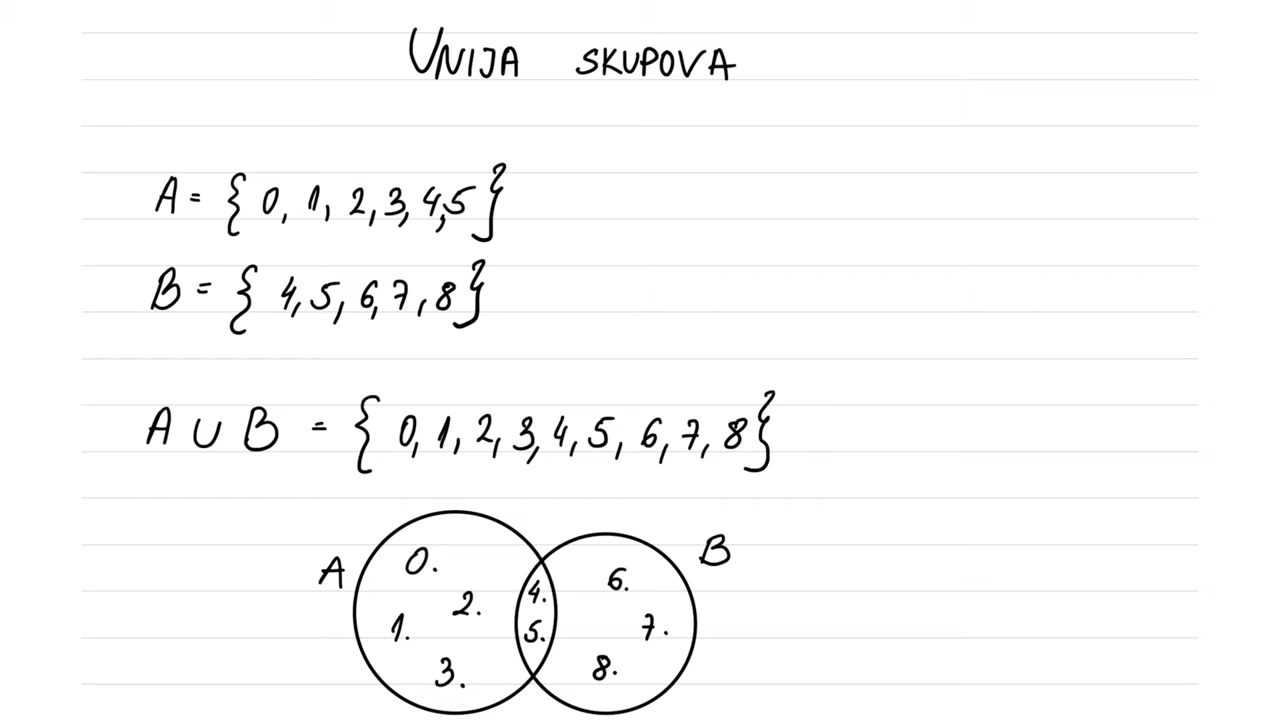 UNIJA SKUPOVA
A = { 0, 1, 2, 3, 4, 5 }
B = { 4, 5, 6, 7, 8 }
A ∪ B = { 0, 1, 2, 3, 4, 5, 6, 7, 8 }
A 0. 1. 2. 3. 4. 5. 6. 7. 8. B